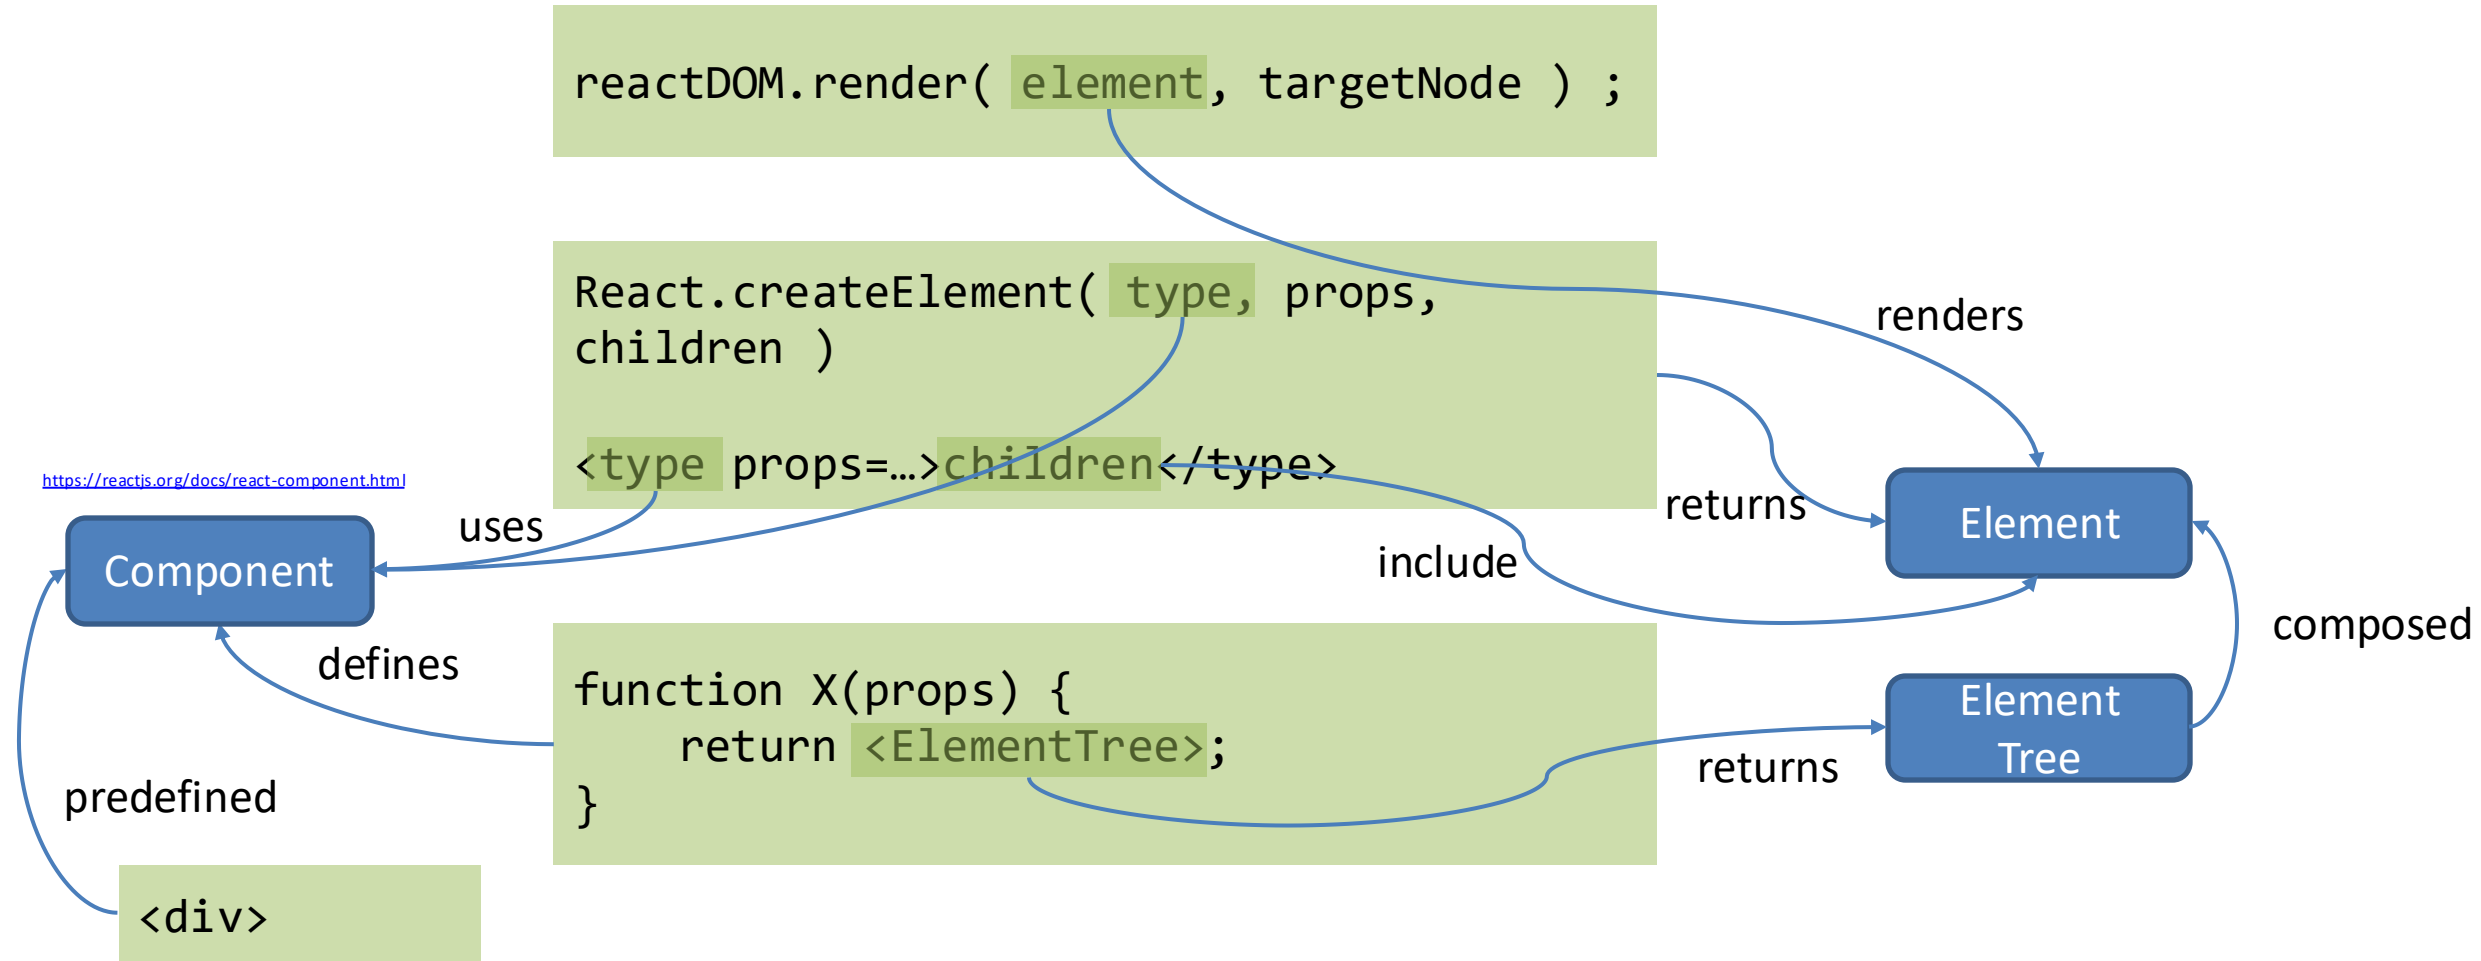 reactDOM.render( element, targetNode ) ;
React.createElement( type, props,
children )
<type props=…>children</type>
renders
returns
Element
https://reactjs.org/docs/react-component.html
uses
Component
include
composed
defines
function X(props) {
return <ElementTree>;
}
returns
Element
Tree
predefined
<div>